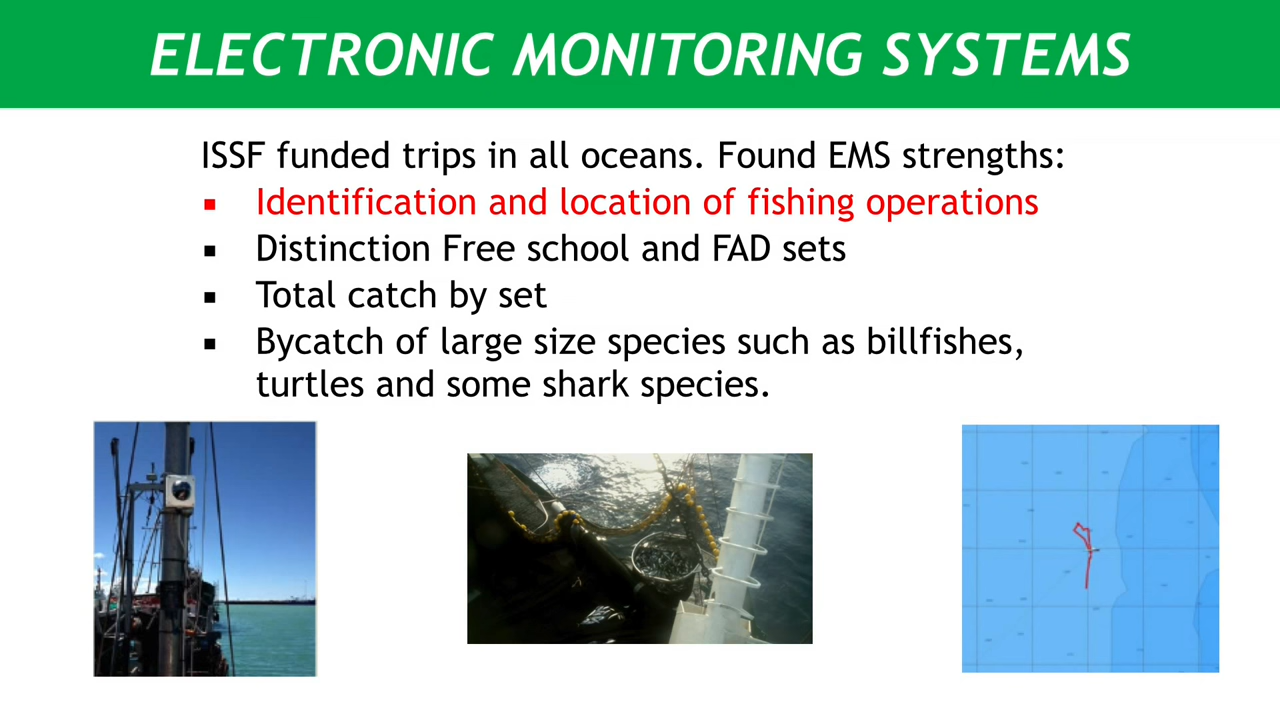 ELECTRONIC MONITORING SYSTEMS
ISSF funded trips in all oceans. Found EMS strengths:
▪ Identification and location of fishing operations
▪ Distinction Free school and FAD sets
▪ Total catch by set
▪ Bycatch of large size species such as billfishes,
turtles and some shark species.